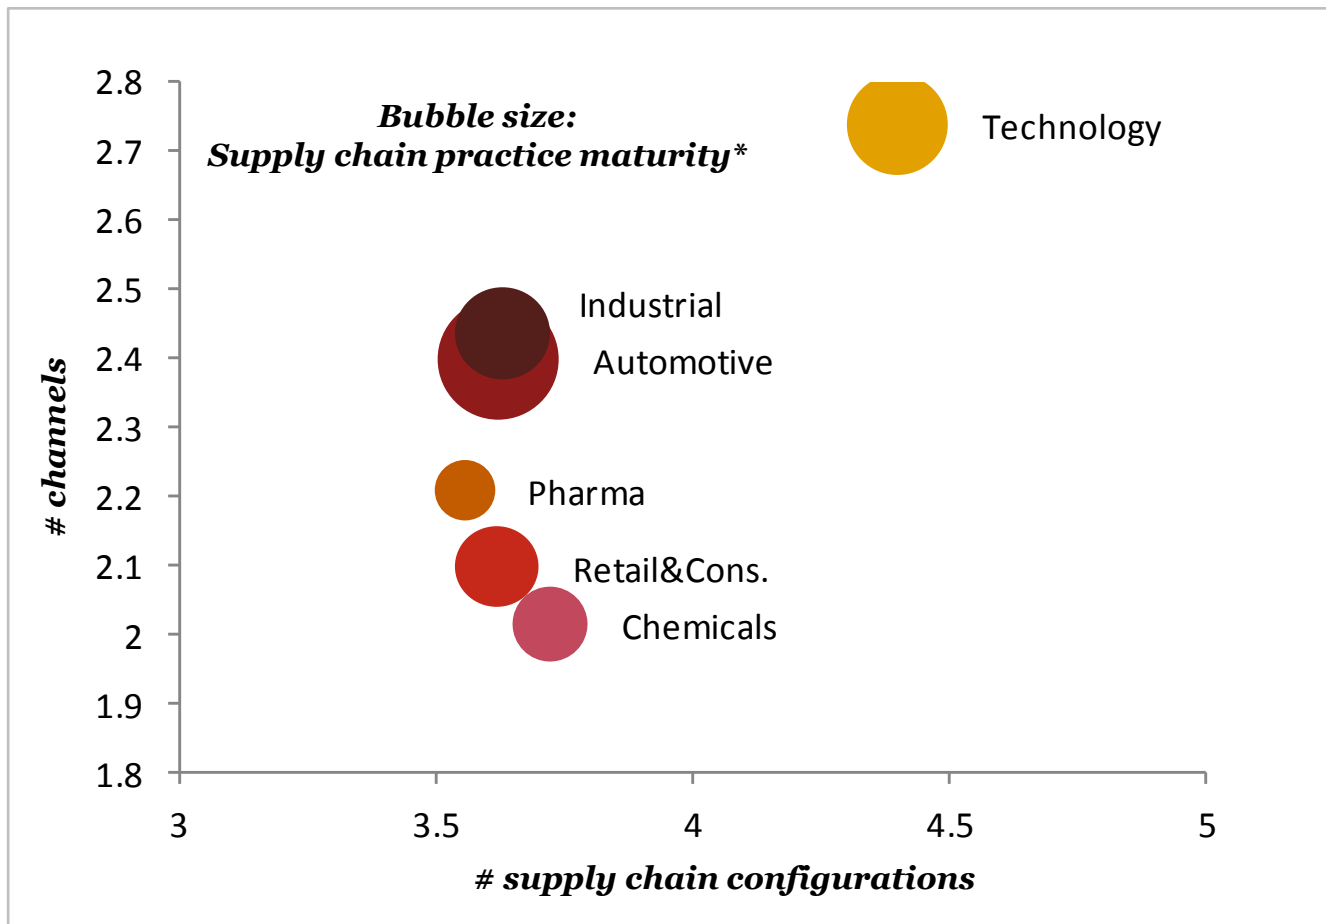 2.8
2.7
2.6
2.5
2.4
2.3
2.2
2.1
2
1.9
1.8
# channels
Bubble size:
Supply chain practice maturity*
Technology
Industrial
Automotive
Pharma
Retail&Cons.
Chemicals
3
3.5
4
4.5
5
# supply chain configurations